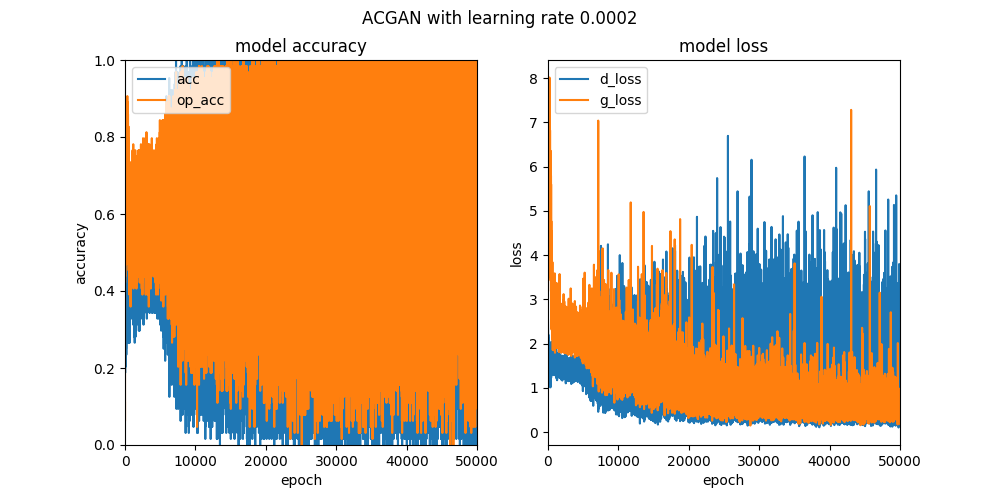 ACGAN with learning rate 0.0002
model accuracy
acc
op_acc
accuracy
1.0
0.8
0.6
0.4
0.2
0.0
0 10000 20000 30000 40000 50000
epoch
model loss
d_loss
g_loss
loss
8
7
6
5
4
3
2
1
0
0 10000 20000 30000 40000 50000
epoch